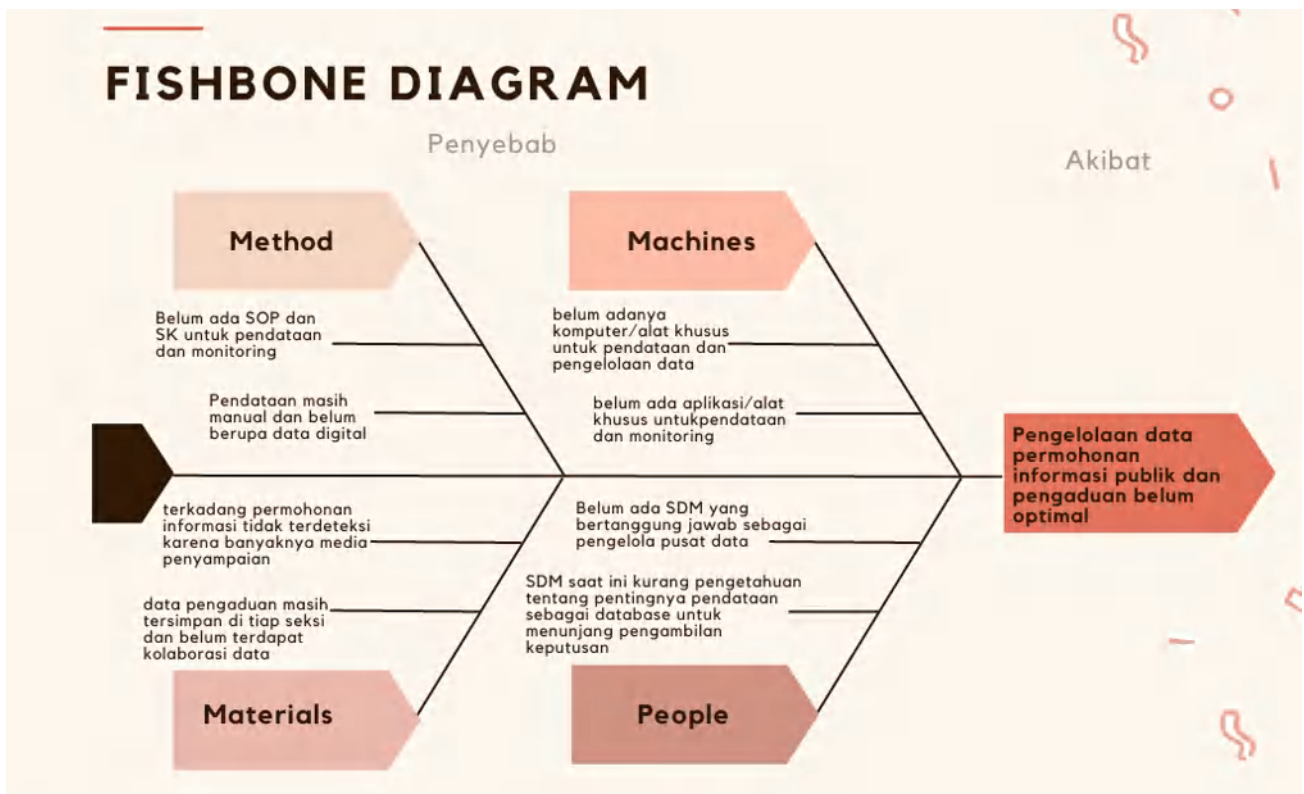 FISHBONE DIAGRAM
Penyebab
Akibat
Method
Machines
Belum ada SOP dan
SK untuk pendataan
dan monitoring
belum adanya
komputer/alat khusus
untuk pendataan dan
pengelolaan data
Pendataan masih
manual dan belum
berupa data digital
belum ada aplikasi/alat
khusus untukpendataan
dan monitoring
Pengelolaan data
permohonan
informasi publik dan
pengaduan belum
optimal
terkadang permohonan
informasi tidak terdeteksi
karena banyaknya media
penyampaian
Belum ada SDM yang
bertanggung jawab sebagai
pengelola pusat data
data pengaduan masih
tersimpan di tiap seksi
dan belum terdapat
kolaborasi data
SDM saat ini kurang pengetahuan
tentang pentingnya pendataan
sebagai database untuk
menunjang pengambilan
keputusan
Materials
People